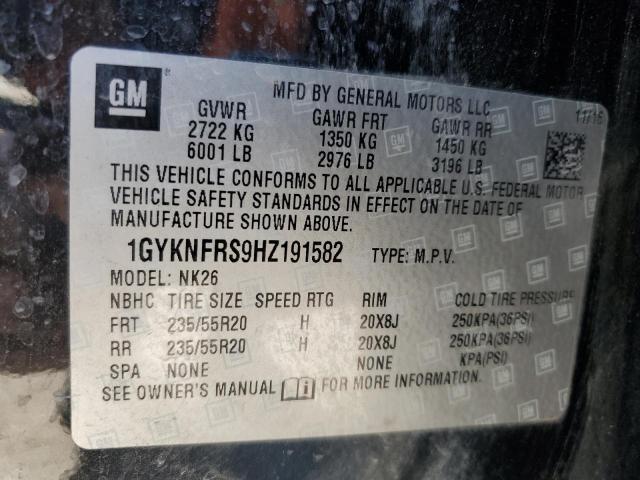 GM
MFD BY GENERAL MOTORS LLC
11/16
GVWR GAWR FRT GAWR RR
2722 KG 1350 KG 1450 KG
6001 LB 2976 LB 3196 LB
THIS VEHICLE CONFORMS TO ALL APPLICABLE U.S. FEDERAL MOTOR
VEHICLE SAFETY STANDARDS IN EFFECT ON THE DATE OF
MANUFACTURE SHOWN ABOVE.
1GYKNFRS9HZ191582 TYPE: M.P.V.
MODEL: NK26
NBHC TIRE SIZE SPEED RTG RIM COLD TIRE PRESSURE
FRT 235/55R20 H 20X8J 250KPA(36PSI)
RR 235/55R20 H 20X8J 250KPA(36PSI)
SPA NONE NONE KPA(PSI)
SEE OWNER'S MANUAL FOR MORE INFORMATION.